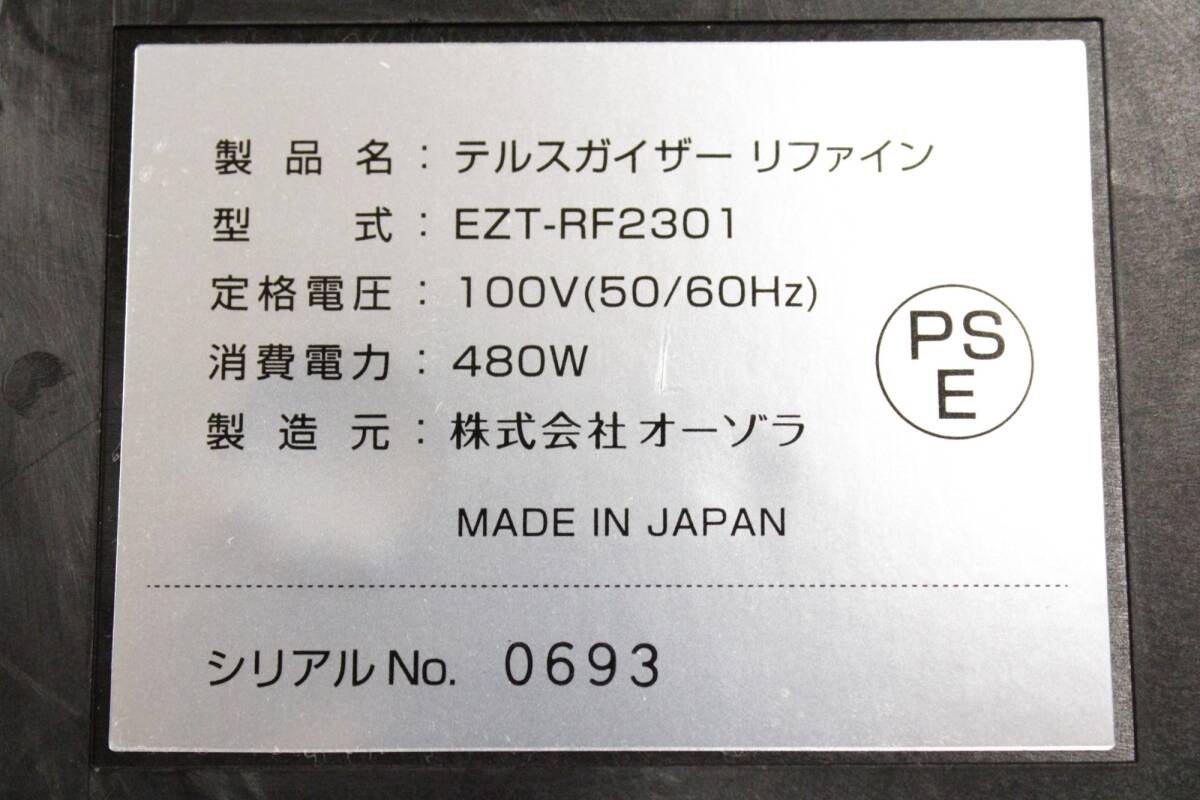 製品名：テルスガイザー リファイン
型式：EZT-RF2301
定格電圧：100V(50/60Hz)
消費電力：480W
製造元：株式会社オーゾラ
PS
E
MADE IN JAPAN
シリアルNo. 0693